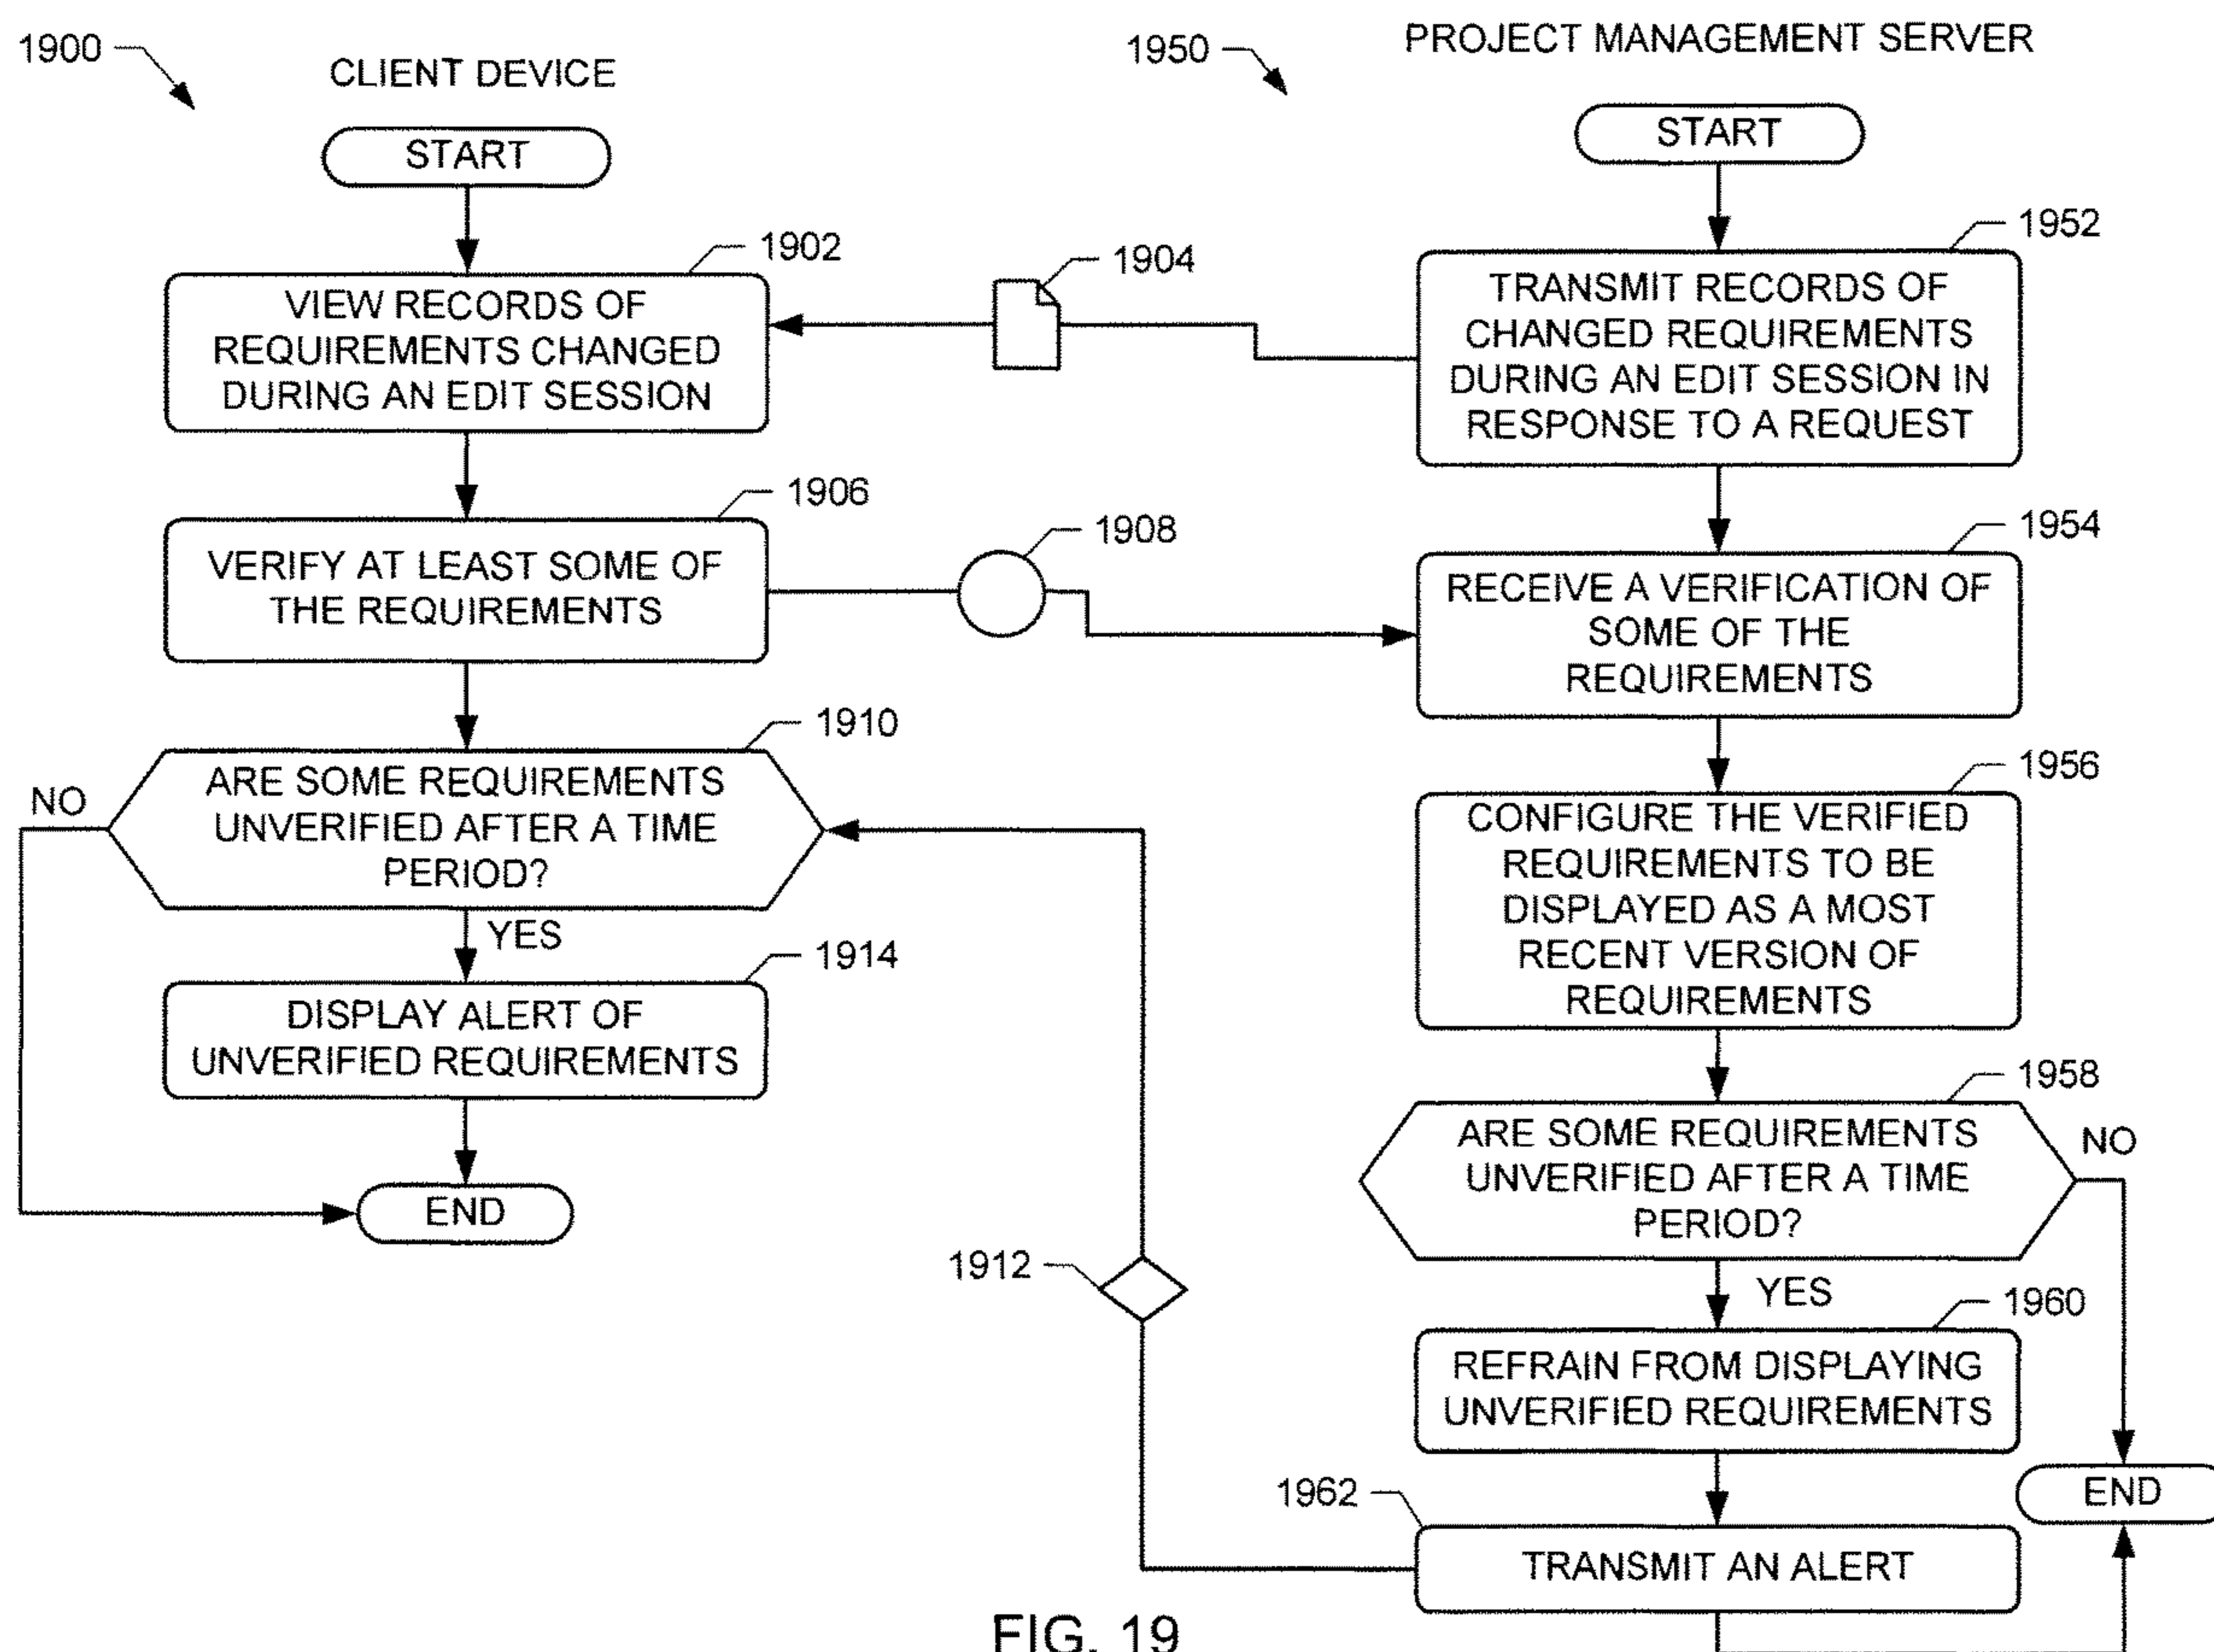 1900
CLIENT DEVICE
START
1902
VIEW RECORDS OF
REQUIREMENTS CHANGED
DURING AN EDIT SESSION
1904
1906
VERIFY AT LEAST SOME OF
THE REQUIREMENTS
1908
1910
ARE SOME REQUIREMENTS
UNVERIFIED AFTER A TIME
PERIOD?
NO
YES
1914
DISPLAY ALERT OF
UNVERIFIED REQUIREMENTS
END
1912
1950
PROJECT MANAGEMENT SERVER
START
1952
TRANSMIT RECORDS OF
CHANGED REQUIREMENTS
DURING AN EDIT SESSION IN
RESPONSE TO A REQUEST
1954
RECEIVE A VERIFICATION OF
SOME OF THE
REQUIREMENTS
1956
CONFIGURE THE VERIFIED
REQUIREMENTS TO BE
DISPLAYED AS A MOST
RECENT VERSION OF
REQUIREMENTS
1958
ARE SOME REQUIREMENTS
UNVERIFIED AFTER A TIME
PERIOD?
NO
YES
1960
REFRAIN FROM DISPLAYING
UNVERIFIED REQUIREMENTS
1962
TRANSMIT AN ALERT
END
FIG. 19